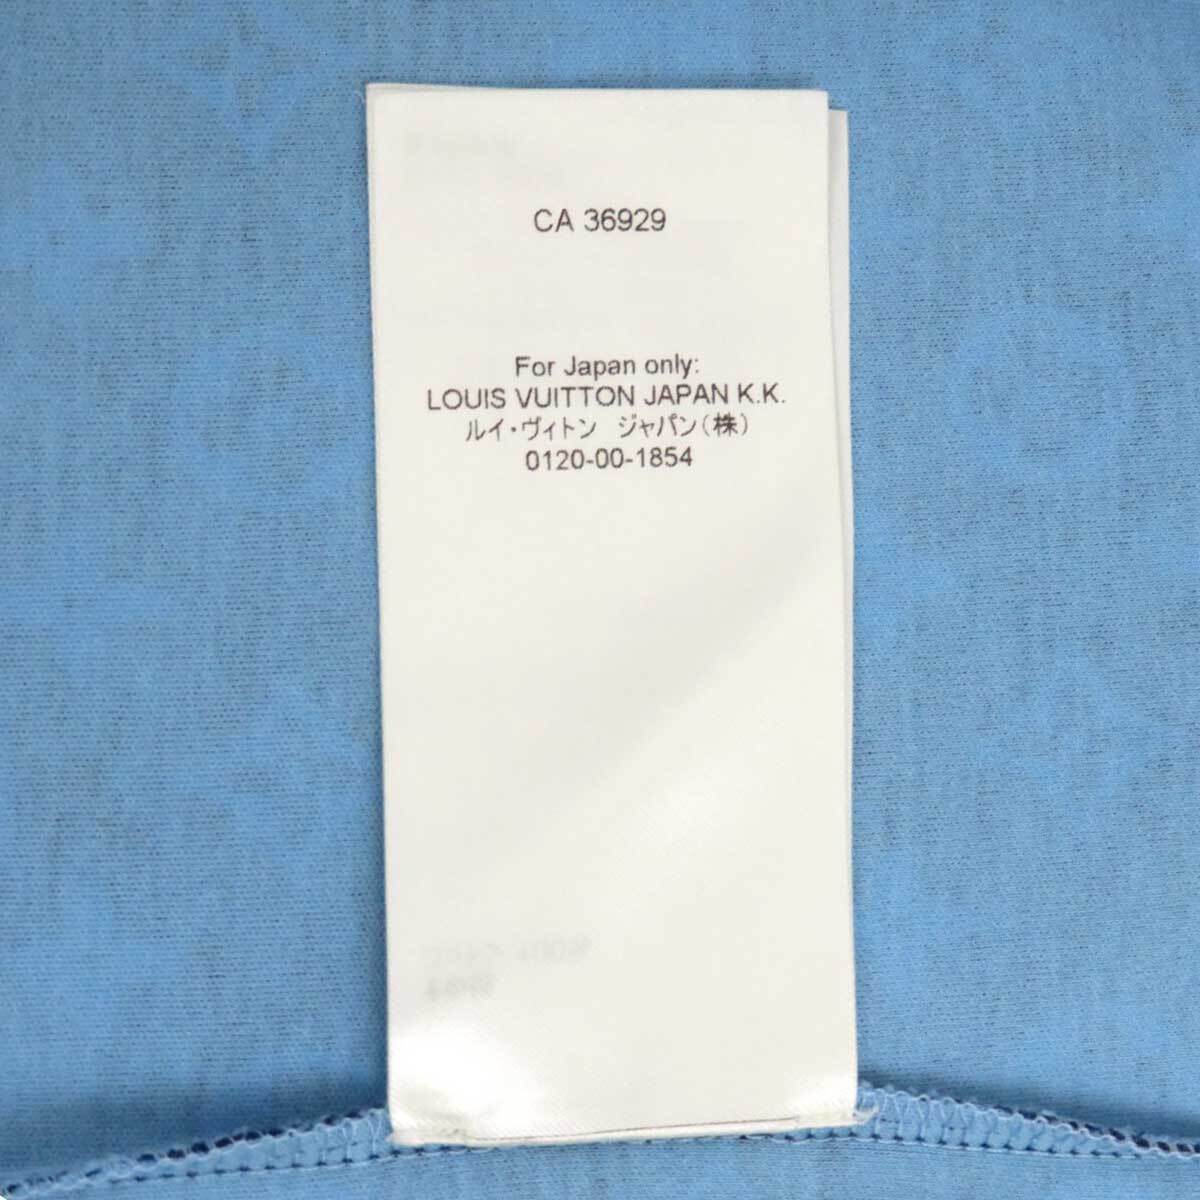 CA 36929
For Japan only:
LOUIS VUITTON JAPAN K.K.
ルイ・ヴィトン ジャパン(株)
0120-00-1854